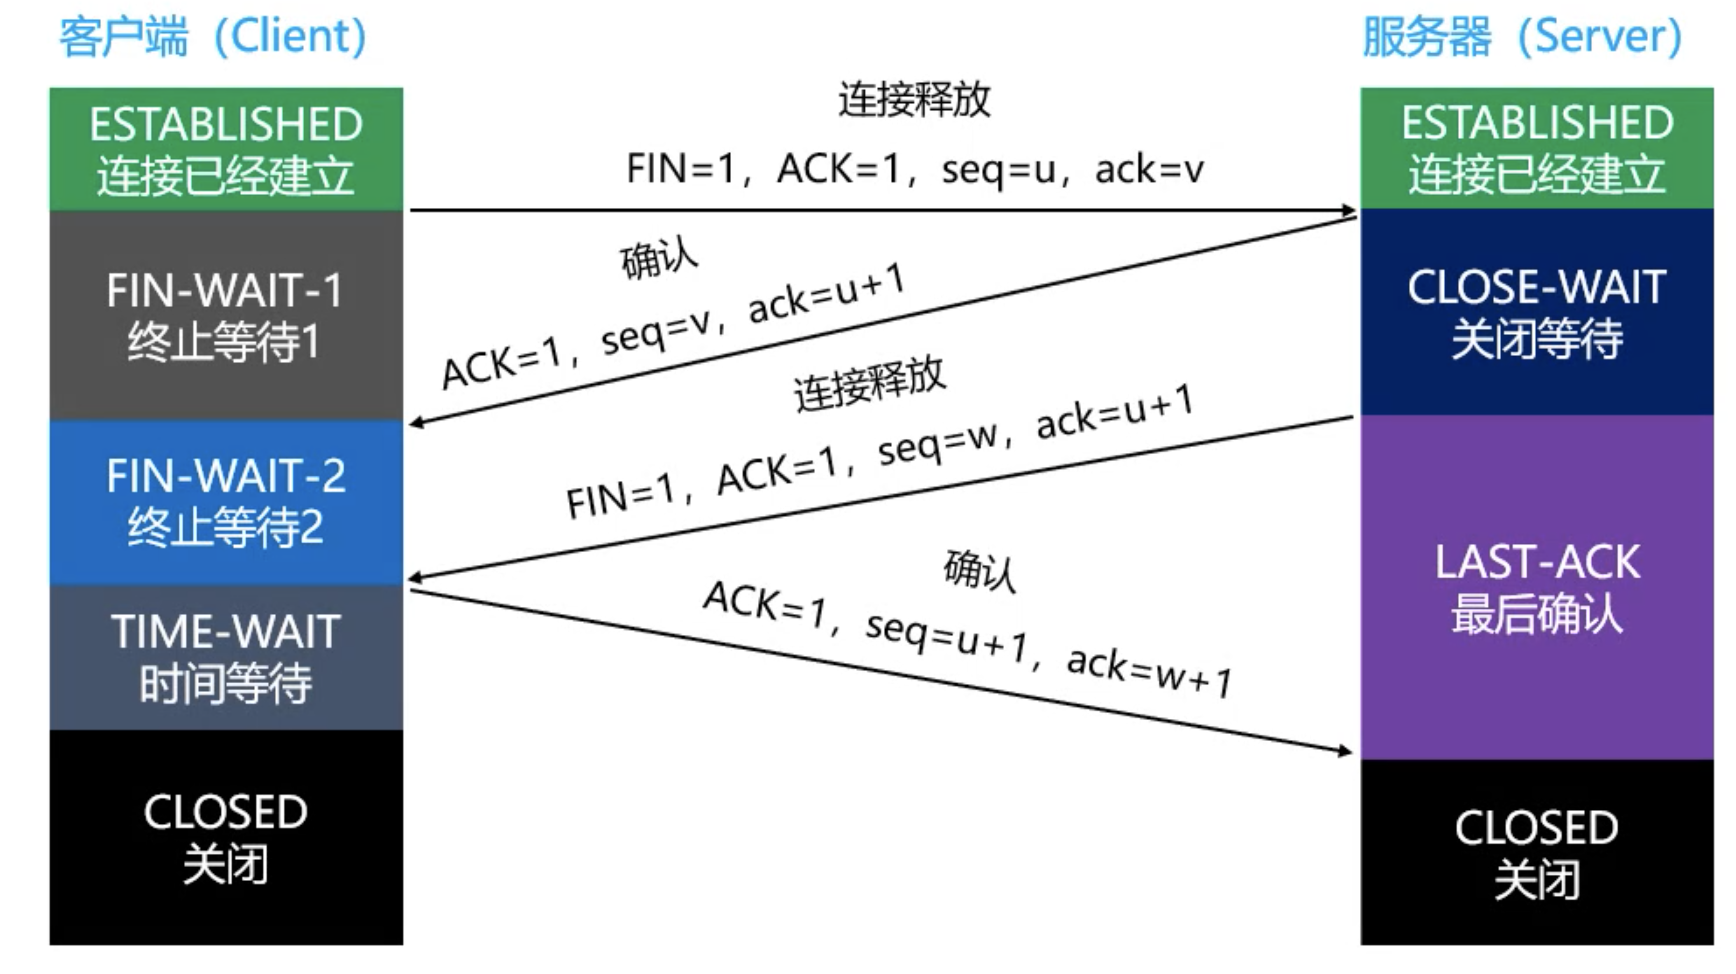 客户端（Client）
服务器（Server）
ESTABLISHED
连接已经建立
连接释放
FIN=1，ACK=1，seq=u，ack=v
ESTABLISHED
连接已经建立
FIN-WAIT-1
终止等待1
确认
ACK=1，seq=v，ack=u+1
CLOSE-WAIT
关闭等待
FIN-WAIT-2
终止等待2
连接释放
FIN=1，ACK=1，seq=w，ack=u+1
LAST-ACK
最后确认
TIME-WAIT
时间等待
确认
ACK=1，seq=u+1，ack=w+1
CLOSED
关闭
CLOSED
关闭